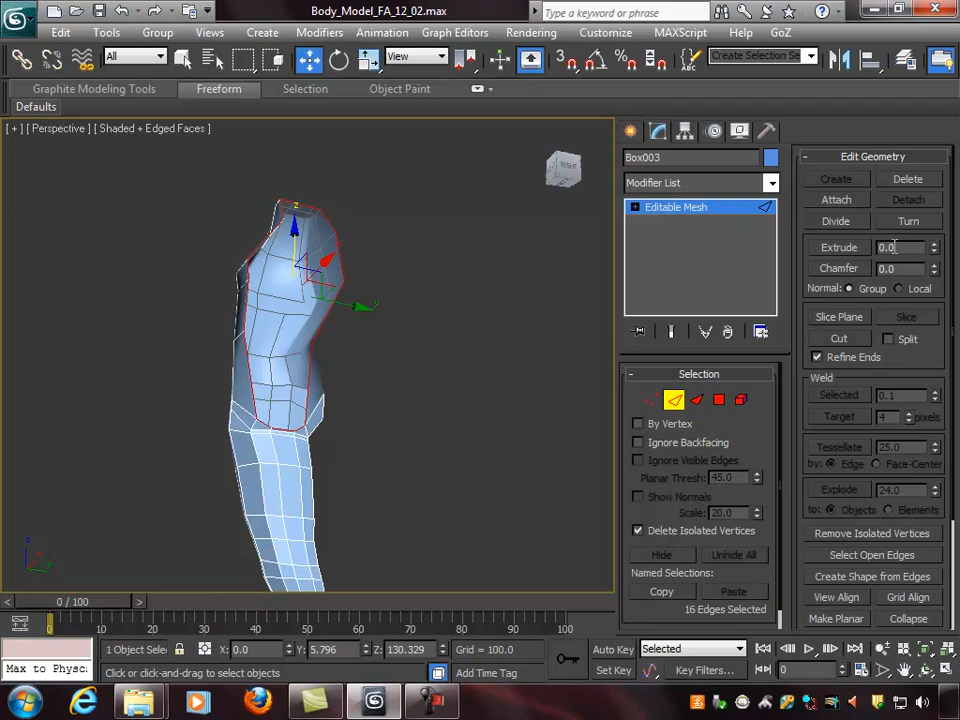 Body_Model_FA_12_02.max
Type a keyword or phrase
Edit Tools Group Views Create Modifiers Animation Graph Editors Rendering Customize MAXScript Help GoZ
All View 3 Create Selection Se
Graphite Modeling Tools Freeform Selection Object Paint
Defaults
[ + ] [ Perspective ] [ Shaded + Edged Faces ]
RIGHT
z
y
z
y
Box003
Modifier List
Editable Mesh
Selection
By Vertex
Ignore Backfacing
Ignore Visible Edges
Planar Thresh: 45.0
Show Normals
Scale: 20.0
Delete Isolated Vertices
Hide Unhide All
Named Selections:
Copy Paste
16 Edges Selected
Edit Geometry
Create Delete
Attach Detach
Divide Turn
Extrude 0.0
Chamfer 0.0
Normal: Group Local
Slice Plane Slice
Cut Split
Refine Ends
Weld
Selected 0.1
Target 4 pixels
Tessellate 25.0
by: Edge Face-Center
Explode 24.0
to: Objects Elements
Remove Isolated Vertices
Select Open Edges
Create Shape from Edges
View Align Grid Align
Make Planar Collapse
< 0 / 100 >
0 10 20 30 40 50 60 70 80 90 100
1 Object Selec X: 0.0 Y: 5.796 Z: 130.329 Grid = 100.0 Auto Key Selected
Max to Physc Click or click-and-drag to select objects Add Time Tag Set Key Key Filters... 0